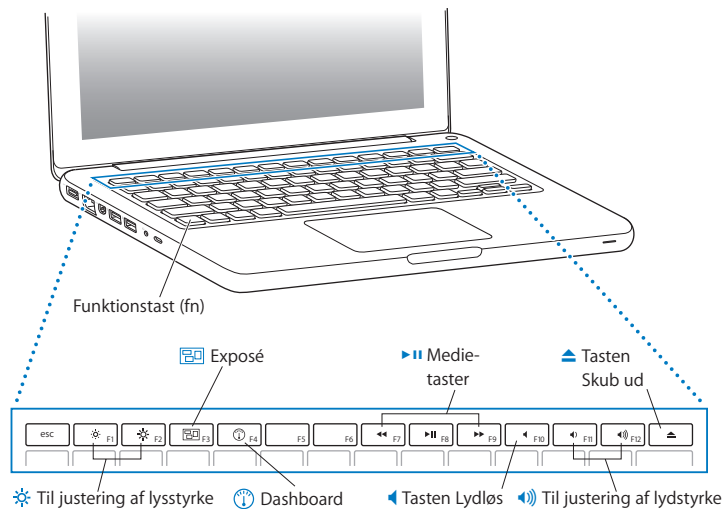 Funktionstast (fn)
Exposé
Medie-
taster
Tasten
Skub ud
esc
F1
F2
F3
F4
F5
F6
F7
F8
F9
F10
F11
F12
Til justering af lysstyrke
Dashboard
Tasten Lydløs
Til justering af lydstyrke